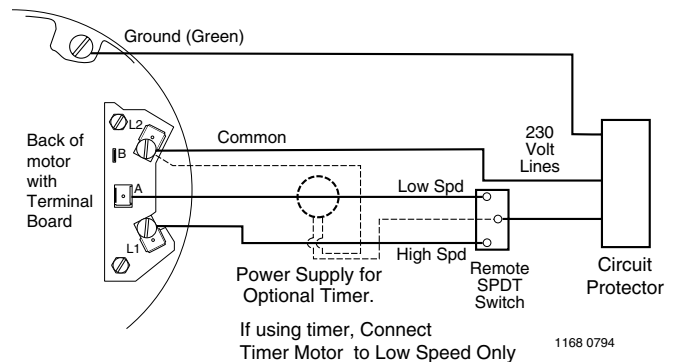 Ground (Green)
L2
B
A
L1
Back of
motor
with
Terminal
Board
Common
230
Volt
Lines
Low Spd
High Spd
Remote
SPDT
Switch
Circuit
Protector
Power Supply for
Optional Timer.
If using timer, Connect
Timer Motor to Low Speed Only
1168 0794